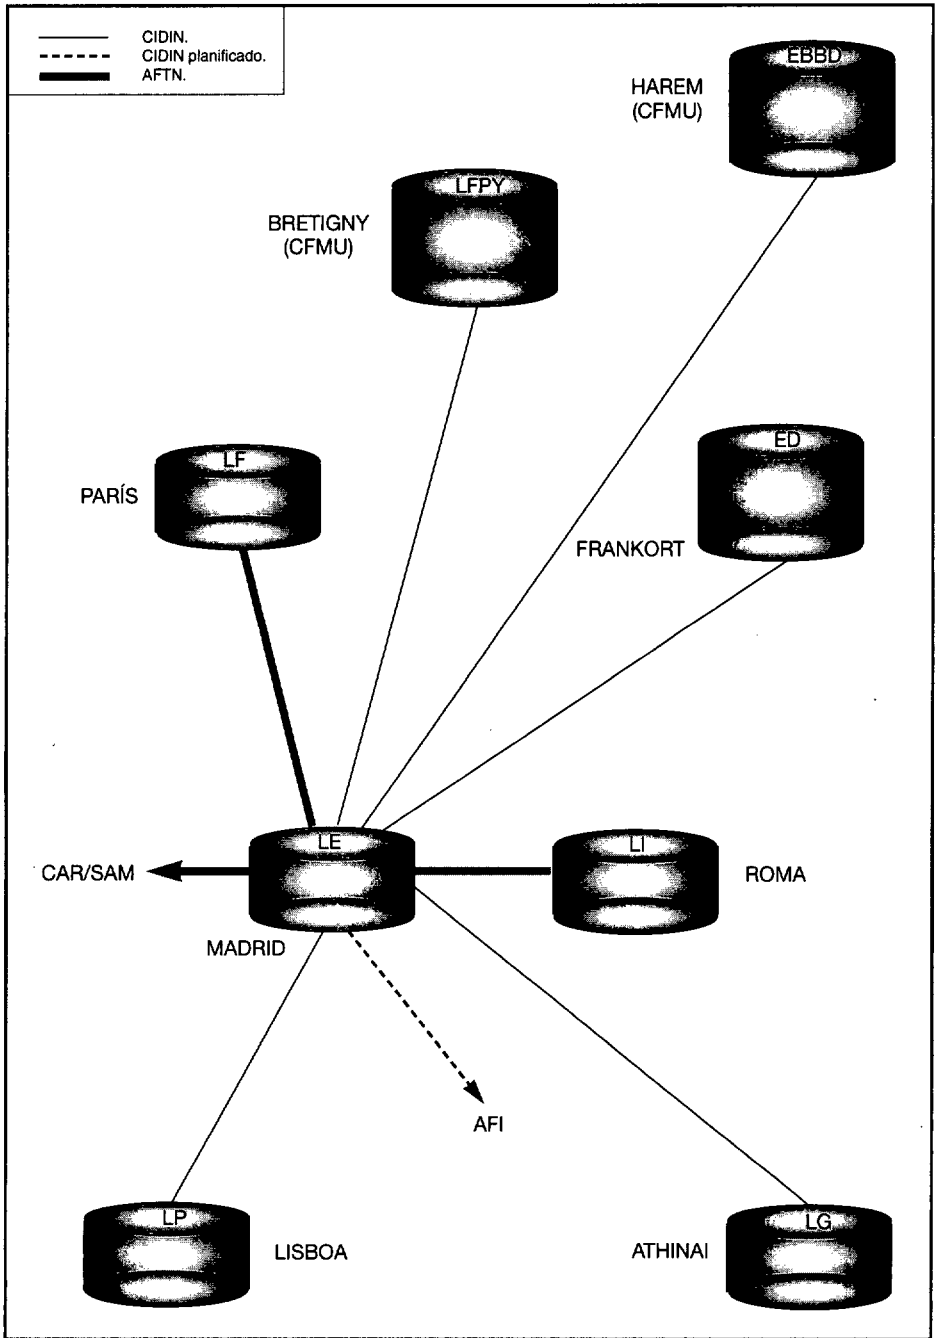 CIDIN.
CIDIN planificado.
AFTN.
EBBD
HAREM
(CFMU)
LFPY
BRETIGNY
(CFMU)
ED
LF
PARÍS
FRANKORT
LE
LI
CAR/SAM
ROMA
MADRID
AFI
LP
LG
LISBOA
ATHINAI